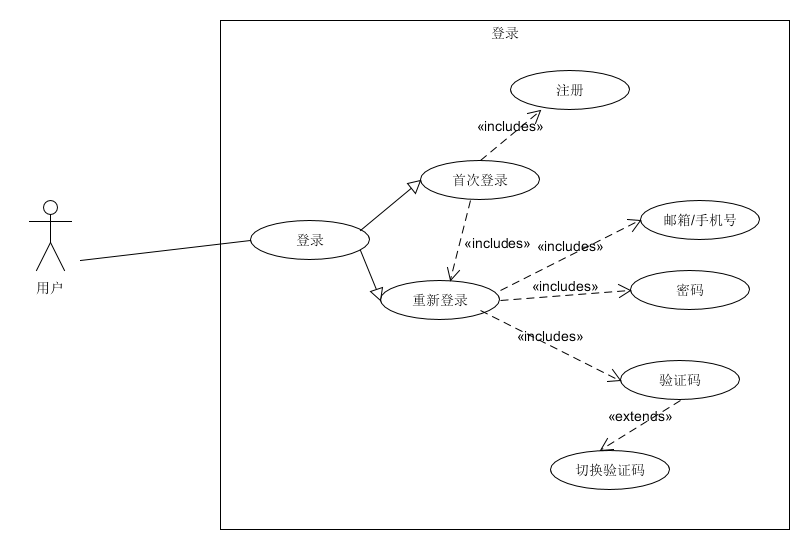 登录
注册
«includes»
首次登录
邮箱/手机号
登录
«includes»
«includes»
用户
«includes»
密码
重新登录
«includes»
验证码
«extends»
切换验证码